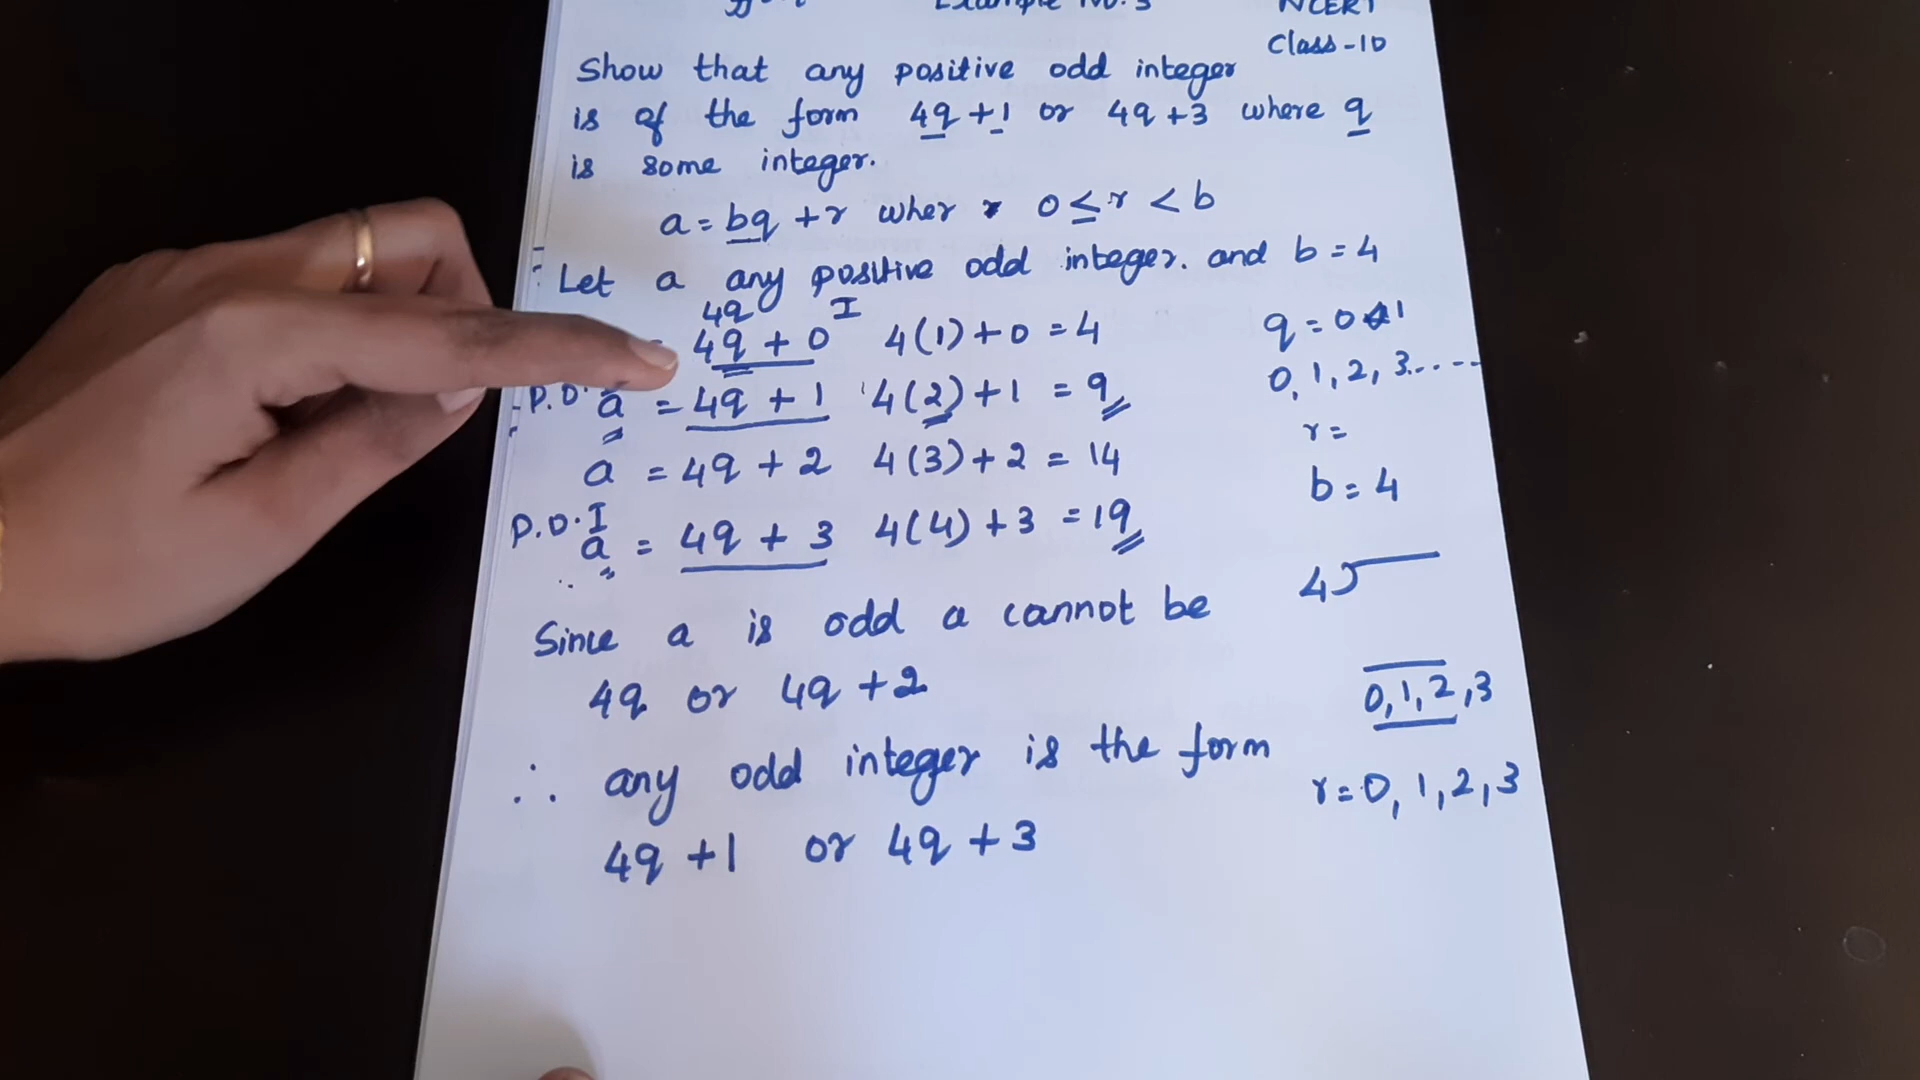 Example No. 3 NCERT
Class-10
Show that any positive odd integer
is of the form 4q + 1 or 4q + 3 where q
is some integer.
a = bq + r wher r 0 ≤ r < b
Let a any positive odd integer. and b = 4
4q I
= 4q + 0 4(1) + 0 = 4 q = 0 1
0, 1, 2, 3.....
P.O. a = 4q + 1 4(2) + 1 = 9
r =
a = 4q + 2 4(3) + 2 = 14
b = 4
P.O.I
a = 4q + 3 4(4) + 3 = 19
4)
Since a is odd a cannot be
4q or 4q + 2
0, 1, 2, 3
∴ any odd integer is the form
r = 0, 1, 2, 3
4q + 1 or 4q + 3